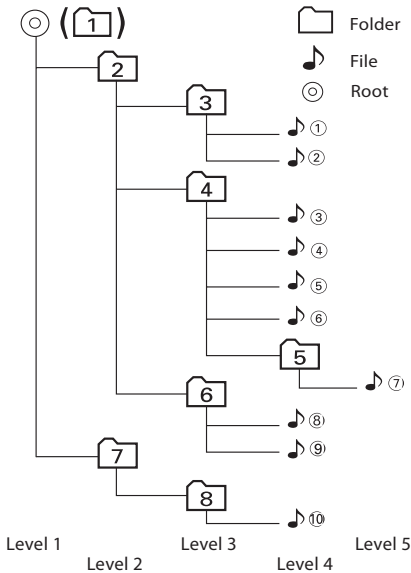 ( 1 )
Folder
2
File
Root
3
①
②
4
③
④
⑤
⑥
5
⑦
6
⑧
⑨
7
8
⑩
Level 1
Level 2
Level 3
Level 4
Level 5